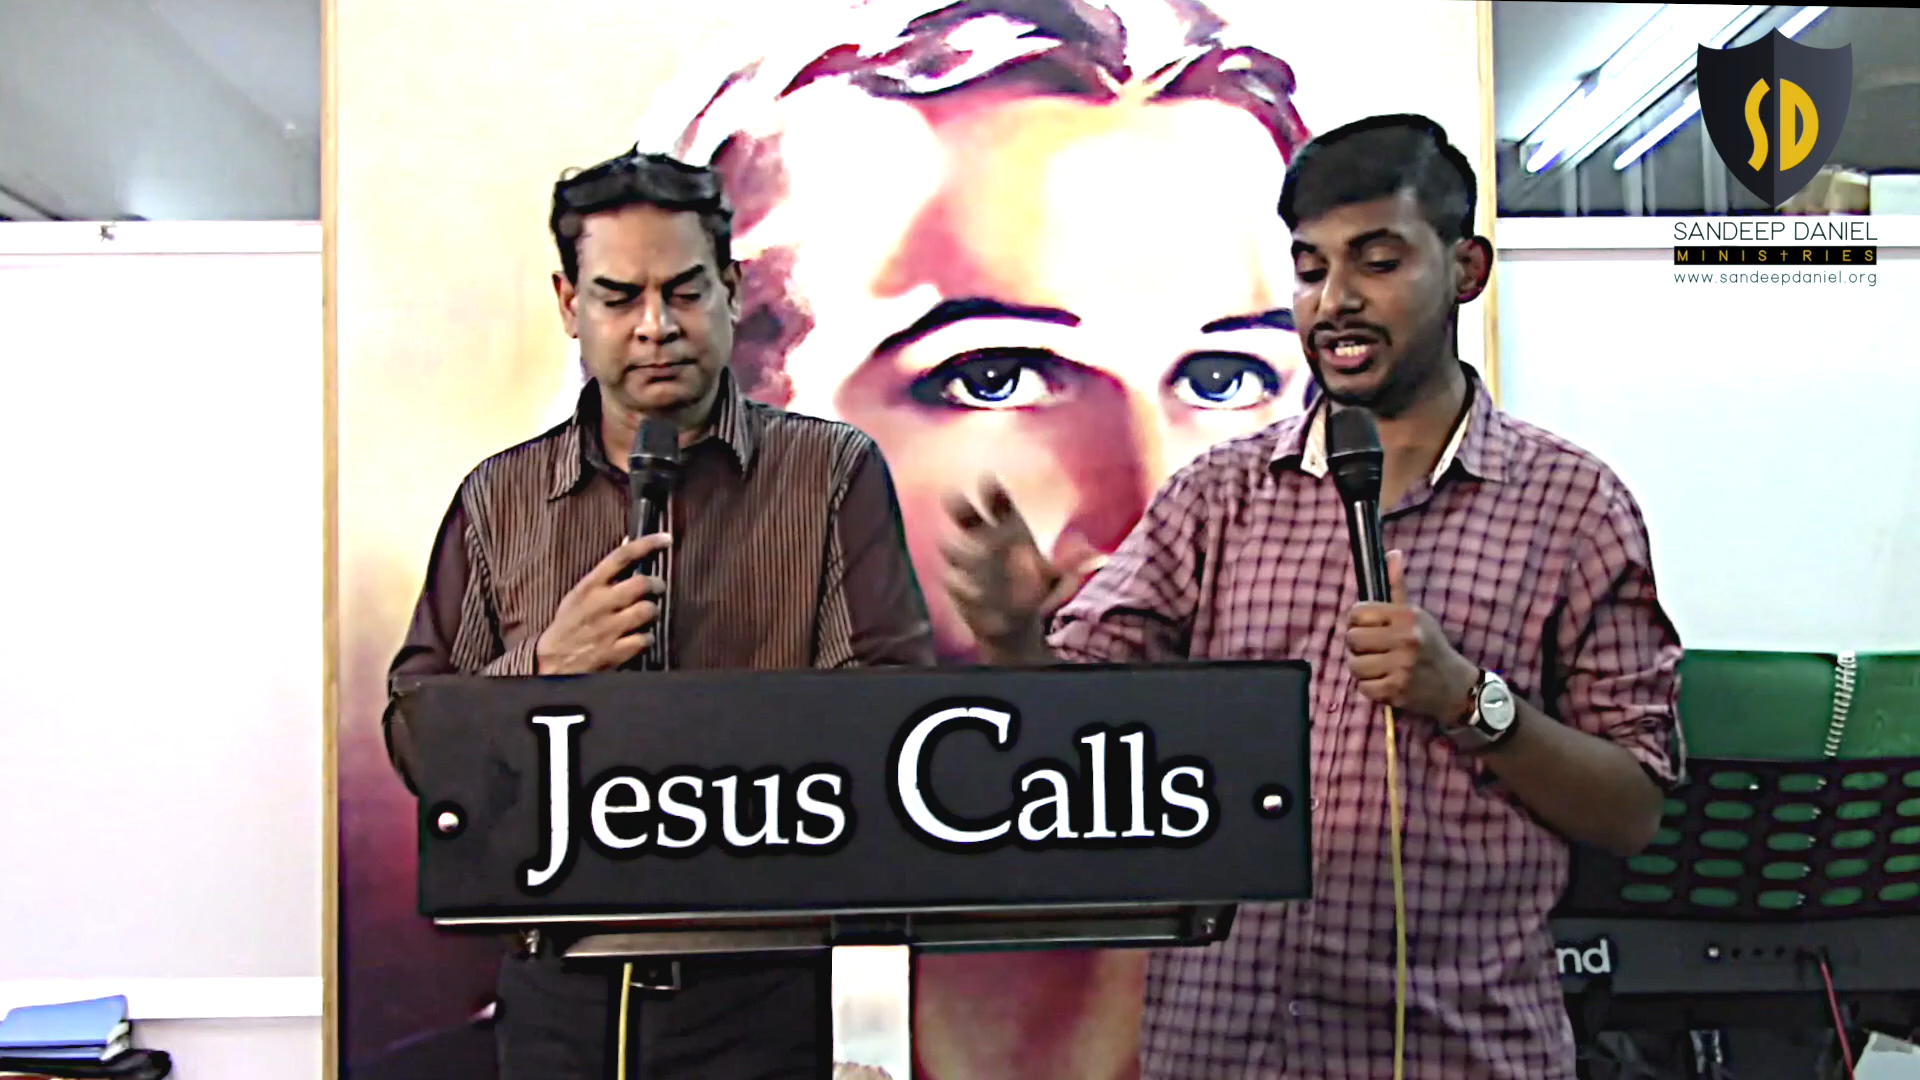 SD
SANDEEP DANIEL
MINISTRIES
www.sandeepdaniel.org
Jesus Calls
nd